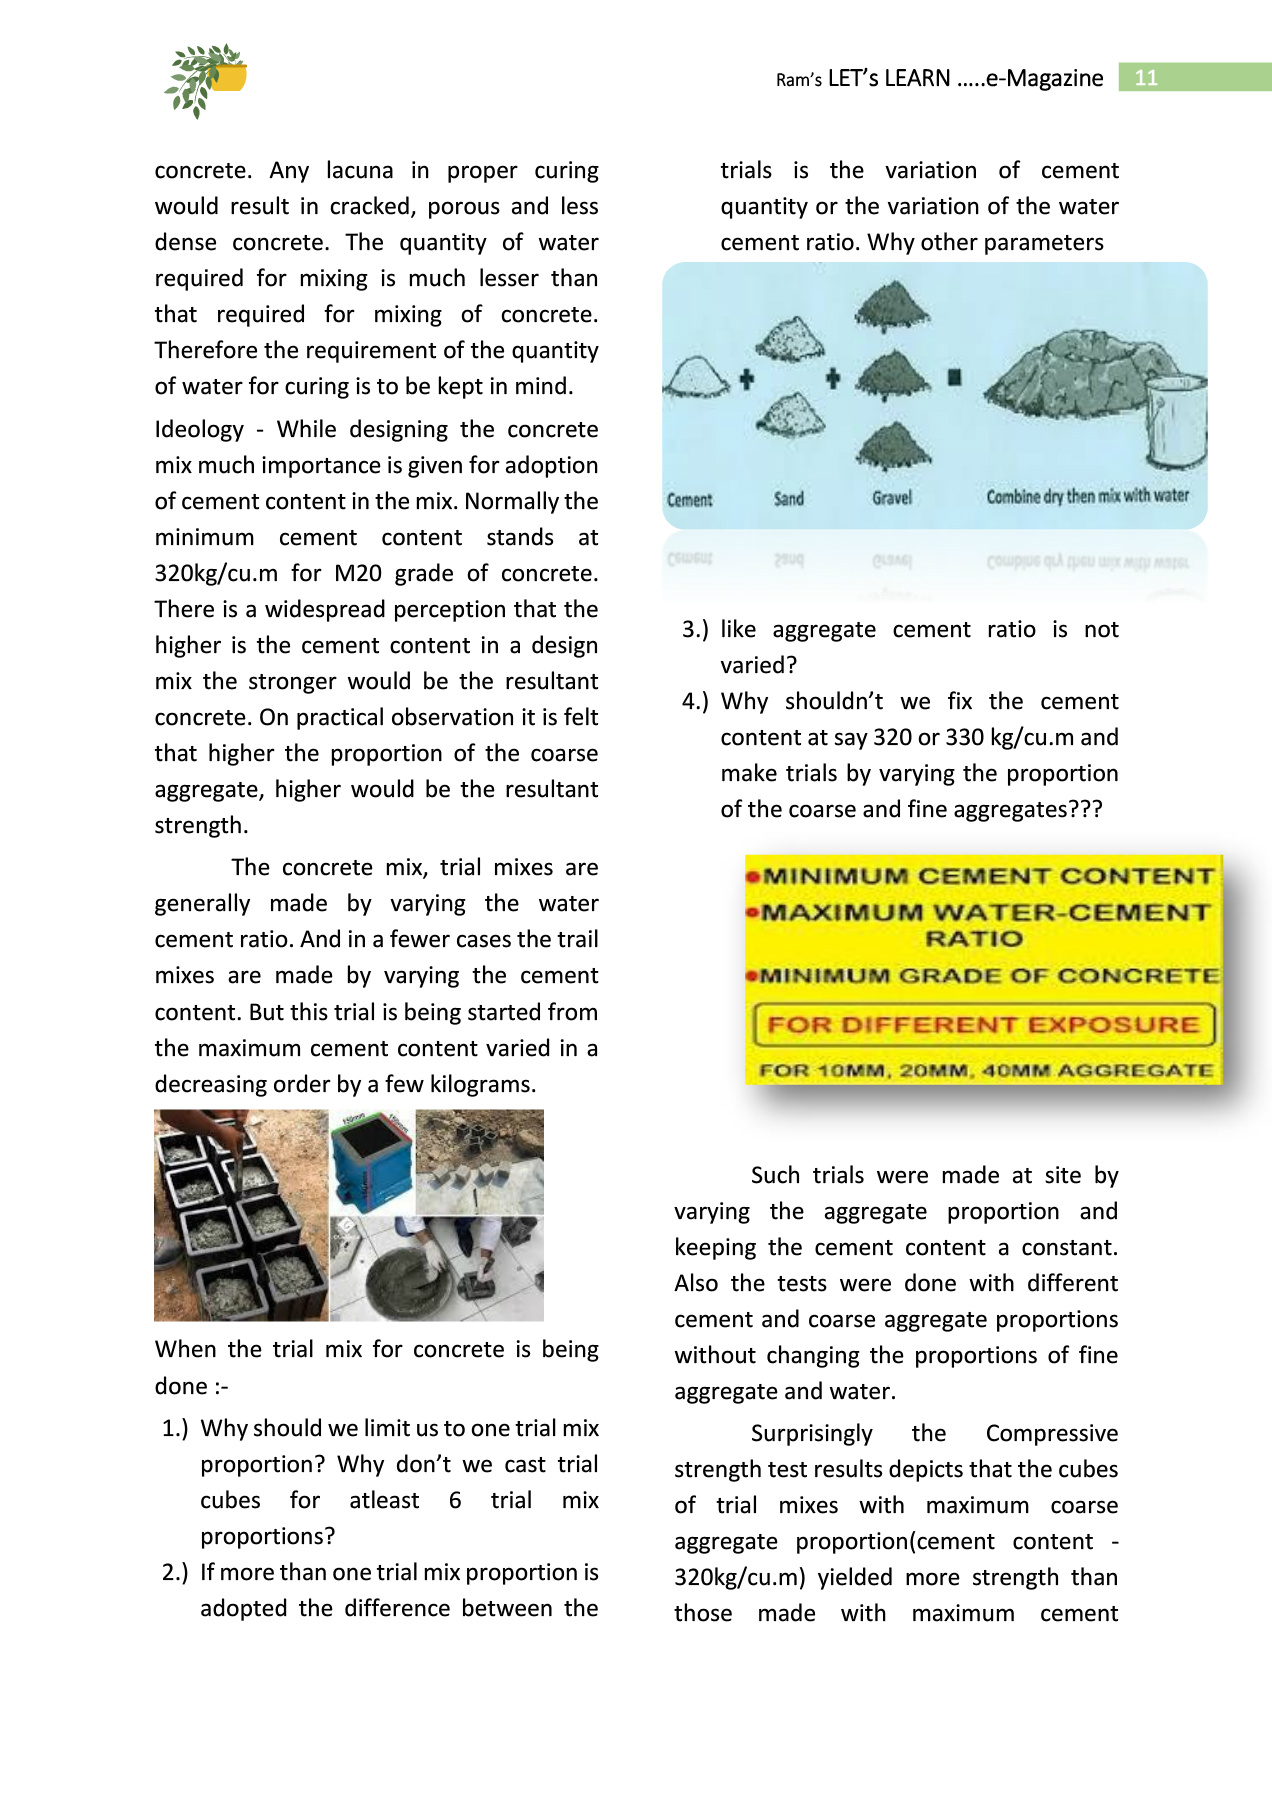 Ram's LET's LEARN .....e-Magazine 11
concrete. Any lacuna in proper curing
would result in cracked, porous and less
dense concrete. The quantity of water
required for mixing is much lesser than
that required for mixing of concrete.
Therefore the requirement of the quantity
of water for curing is to be kept in mind.
Ideology - While designing the concrete
mix much importance is given for adoption
of cement content in the mix. Normally the
minimum cement content stands at
320kg/cu.m for M20 grade of concrete.
There is a widespread perception that the
higher is the cement content in a design
mix the stronger would be the resultant
concrete. On practical observation it is felt
that higher the proportion of the coarse
aggregate, higher would be the resultant
strength.
The concrete mix, trial mixes are
generally made by varying the water
cement ratio. And in a fewer cases the trail
mixes are made by varying the cement
content. But this trial is being started from
the maximum cement content varied in a
decreasing order by a few kilograms.
150mm 150mm
When the trial mix for concrete is being
done :-
1.) Why should we limit us to one trial mix
proportion? Why don't we cast trial
cubes for atleast 6 trial mix
proportions?
2.) If more than one trial mix proportion is
adopted the difference between the
trials is the variation of cement
quantity or the variation of the water
cement ratio. Why other parameters
Cement Sand Gravel Combine dry then mix with water
3.) like aggregate cement ratio is not
varied?
4.) Why shouldn't we fix the cement
content at say 320 or 330 kg/cu.m and
make trials by varying the proportion
of the coarse and fine aggregates???
•MINIMUM CEMENT CONTENT
•MAXIMUM WATER-CEMENT
RATIO
•MINIMUM GRADE OF CONCRETE
FOR DIFFERENT EXPOSURE
FOR 10MM, 20MM, 40MM AGGREGATE
Such trials were made at site by
varying the aggregate proportion and
keeping the cement content a constant.
Also the tests were done with different
cement and coarse aggregate proportions
without changing the proportions of fine
aggregate and water.
Surprisingly the Compressive
strength test results depicts that the cubes
of trial mixes with maximum coarse
aggregate proportion(cement content -
320kg/cu.m) yielded more strength than
those made with maximum cement